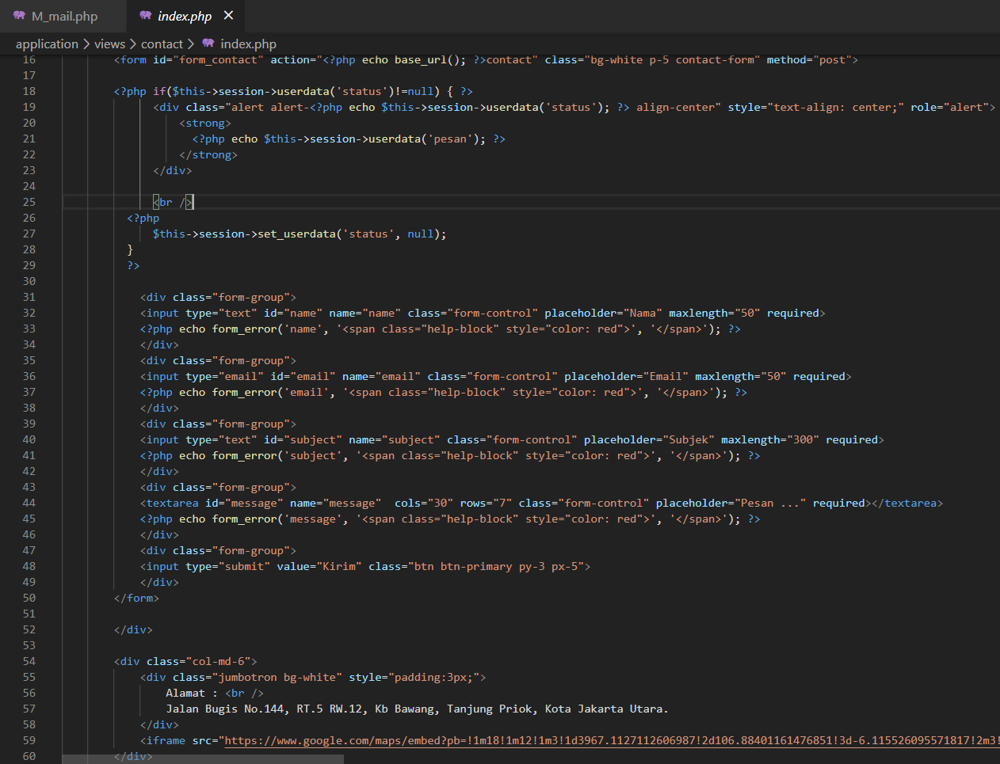 M_mail.php
index.php ×
application > views > contact > index.php
16 <form id="form_contact" action="<?php echo base_url(); ?>contact" class="bg-white p-5 contact-form" method="post">
17
18 <?php if($this->session->userdata('status')!=null) { ?>
19 <div class="alert alert-<?php echo $this->session->userdata('status'); ?> align-center" style="text-align: center;" role="alert">
20 <strong>
21 <?php echo $this->session->userdata('pesan'); ?>
22 </strong>
23 </div>
24
25 <br />
26 <?php
27 $this->session->set_userdata('status', null);
28 }
29 ?>
30
31 <div class="form-group">
32 <input type="text" id="name" name="name" class="form-control" placeholder="Nama" maxlength="50" required>
33 <?php echo form_error('name', '<span class="help-block" style="color: red">', '</span>'); ?>
34 </div>
35 <div class="form-group">
36 <input type="email" id="email" name="email" class="form-control" placeholder="Email" maxlength="50" required>
37 <?php echo form_error('email', '<span class="help-block" style="color: red">', '</span>'); ?>
38 </div>
39 <div class="form-group">
40 <input type="text" id="subject" name="subject" class="form-control" placeholder="Subjek" maxlength="300" required>
41 <?php echo form_error('subject', '<span class="help-block" style="color: red">', '</span>'); ?>
42 </div>
43 <div class="form-group">
44 <textarea id="message" name="message"  cols="30" rows="7" class="form-control" placeholder="Pesan ..." required></textarea>
45 <?php echo form_error('message', '<span class="help-block" style="color: red">', '</span>'); ?>
46 </div>
47 <div class="form-group">
48 <input type="submit" value="Kirim" class="btn btn-primary py-3 px-5">
49 </div>
50 </form>
51
52 </div>
53
54 <div class="col-md-6">
55 <div class="jumbotron bg-white" style="padding:3px;">
56 Alamat : <br />
57 Jalan Bugis No.144, RT.5 RW.12, Kb Bawang, Tanjung Priok, Kota Jakarta Utara.
58 </div>
59 <iframe src="https://www.google.com/maps/embed?pb=!1m18!1m12!1m3!1d3967.1127112606987!2d106.88401161476851!3d-6.115526095571817!2m3!
60 </div>